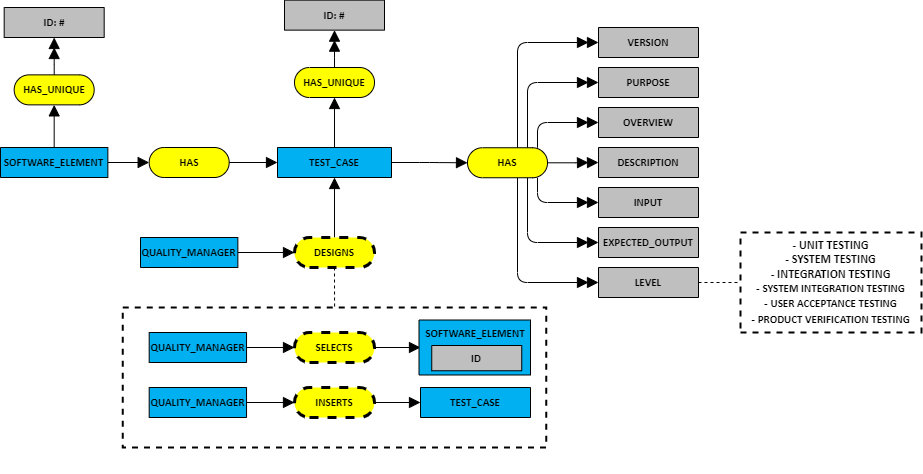 ID: #
ID: #
HAS_UNIQUE
HAS_UNIQUE
VERSION
PURPOSE
OVERVIEW
SOFTWARE_ELEMENT
HAS
TEST_CASE
HAS
DESCRIPTION
INPUT
QUALITY_MANAGER
DESIGNS
EXPECTED_OUTPUT
LEVEL
- UNIT TESTING
- SYSTEM TESTING
- INTEGRATION TESTING
- SYSTEM INTEGRATION TESTING
- USER ACCEPTANCE TESTING
- PRODUCT VERIFICATION TESTING
QUALITY_MANAGER
SELECTS
SOFTWARE_ELEMENT
ID
QUALITY_MANAGER
INSERTS
TEST_CASE